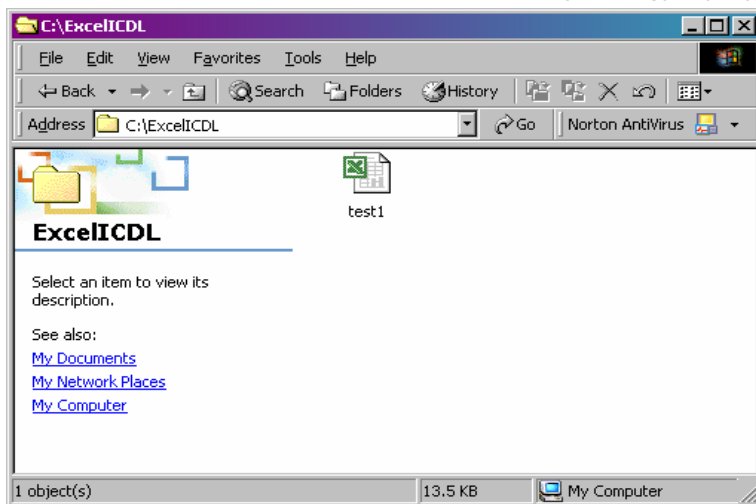 C:\ExcelICDL
File Edit View Favorites Tools Help
Back Search Folders History
Address C:\ExcelICDL Go Norton AntiVirus
test1
ExcelICDL
Select an item to view its
description.
See also:
My Documents
My Network Places
My Computer
1 object(s) 13.5 KB My Computer